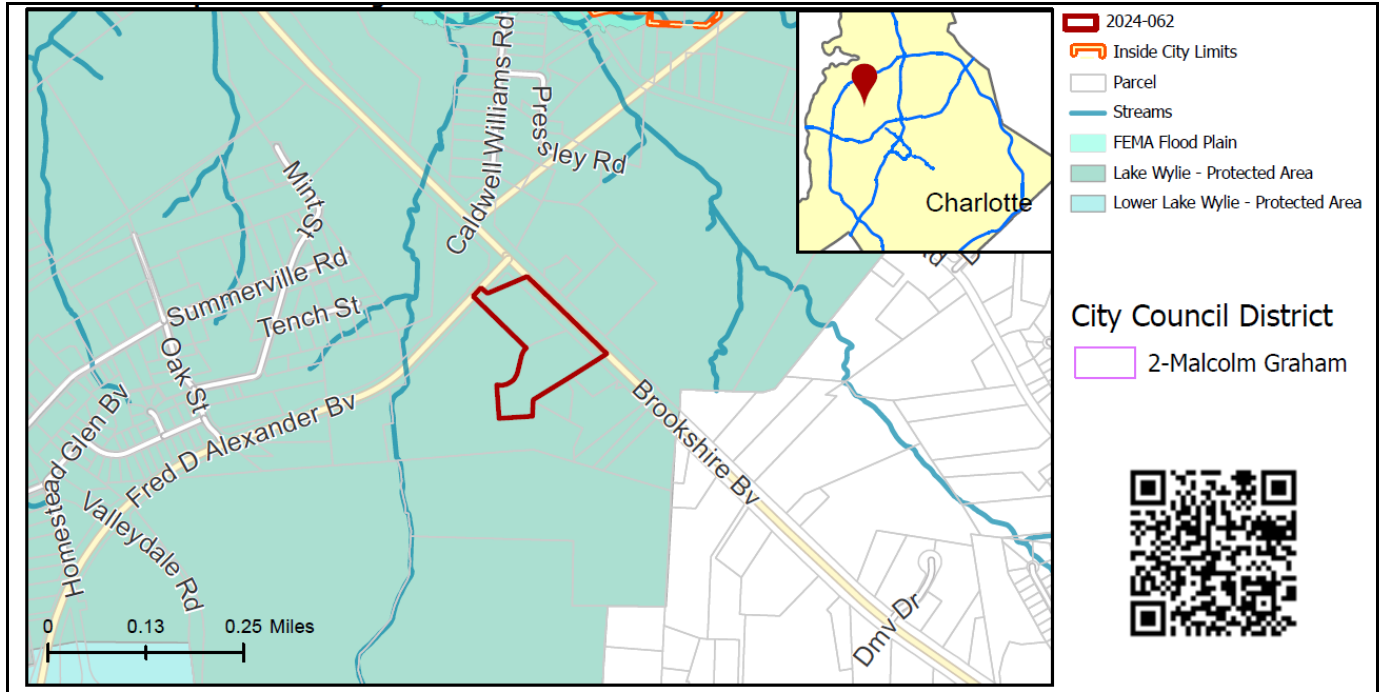 Caldwell Williams Rd
Pressley Rd
Mint St
Summerville Rd
Tench St
Oak St
Fred D Alexander Bv
Homestead Glen Bv
Valleydale Rd
Brookshire Bv
Dmv Dr
0 0.13 0.25 Miles
Charlotte
2024-062
Inside City Limits
Parcel
Streams
FEMA Flood Plain
Lake Wylie - Protected Area
Lower Lake Wylie - Protected Area
City Council District
2-Malcolm Graham